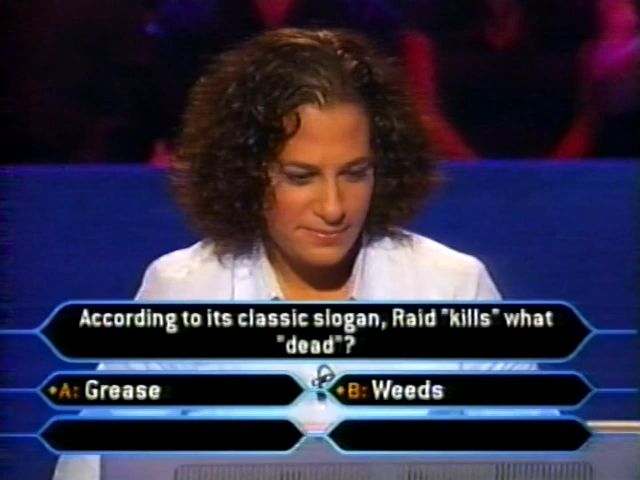 According to its classic slogan, Raid "kills" what
"dead"?
A: Grease
B: Weeds